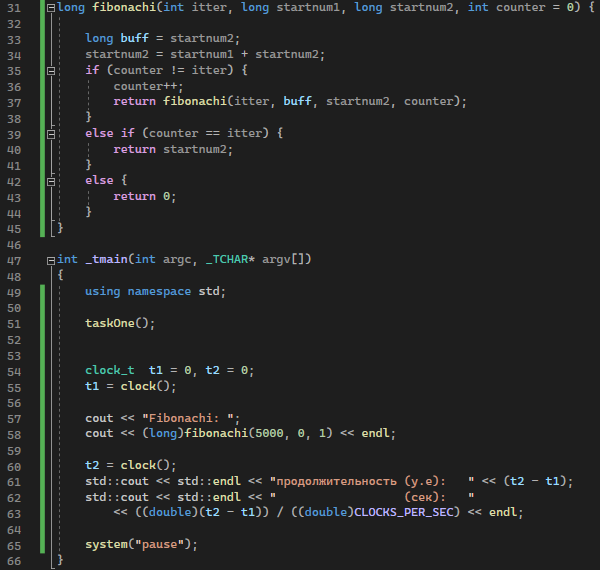 31 long fibonachi(int itter, long startnum1, long startnum2, int counter = 0) {
32
33     long buff = startnum2;
34     startnum2 = startnum1 + startnum2;
35     if (counter != itter) {
36         counter++;
37         return fibonachi(itter, buff, startnum2, counter);
38     }
39     else if (counter == itter) {
40         return startnum2;
41     }
42     else {
43         return 0;
44     }
45 }
46
47 int _tmain(int argc, _TCHAR* argv[])
48 {
49     using namespace std;
50
51     taskOne();
52
53
54     clock_t  t1 = 0, t2 = 0;
55     t1 = clock();
56
57     cout << "Fibonachi: ";
58     cout << (long)fibonachi(5000, 0, 1) << endl;
59
60     t2 = clock();
61     std::cout << std::endl << "продолжительность (у.е):   " << (t2 - t1);
62     std::cout << std::endl << "                  (сек):   "
63         << ((double)(t2 - t1)) / ((double)CLOCKS_PER_SEC) << endl;
64
65     system("pause");
66 }